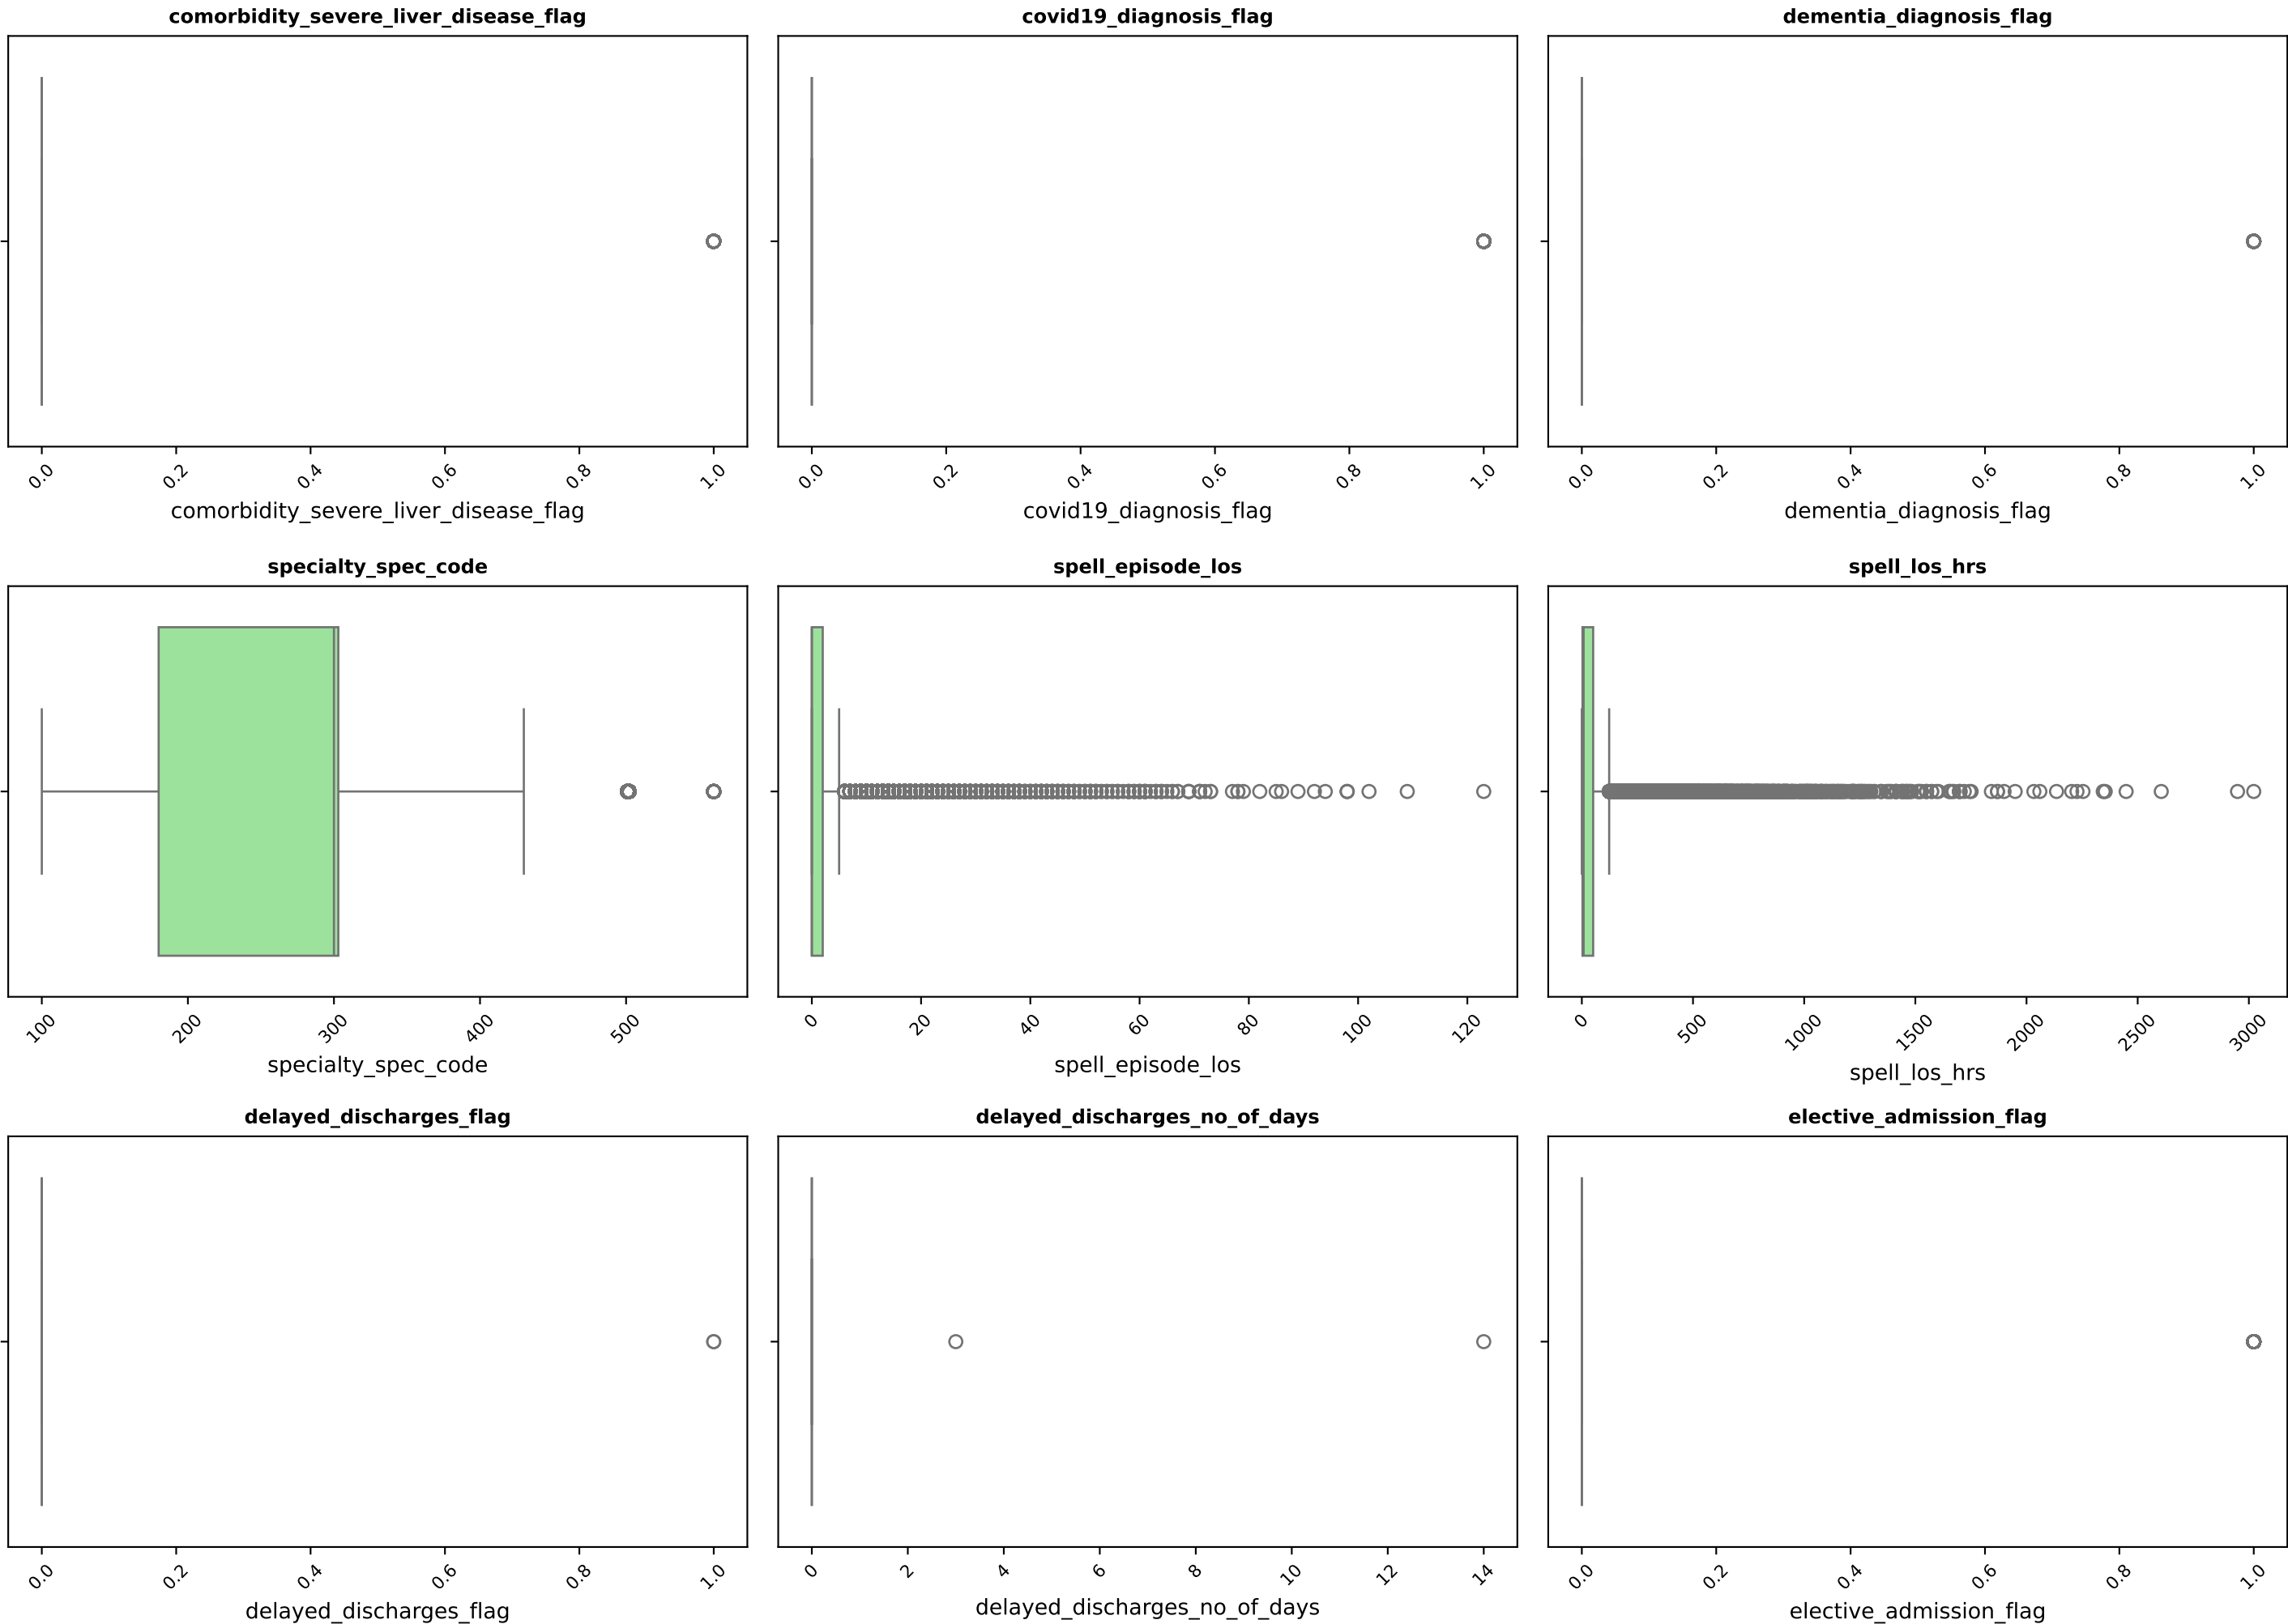 comorbidity_severe_liver_disease_flag
covid19_diagnosis_flag
dementia_diagnosis_flag
0.0 0.2 0.4 0.6 0.8 1.0
0.0 0.2 0.4 0.6 0.8 1.0
0.0 0.2 0.4 0.6 0.8 1.0
comorbidity_severe_liver_disease_flag
covid19_diagnosis_flag
dementia_diagnosis_flag
specialty_spec_code
spell_episode_los
spell_los_hrs
100 200 300 400 500
0 20 40 60 80 100 120
0 500 1000 1500 2000 2500 3000
specialty_spec_code
spell_episode_los
spell_los_hrs
delayed_discharges_flag
delayed_discharges_no_of_days
elective_admission_flag
0.0 0.2 0.4 0.6 0.8 1.0
0 2 4 6 8 10 12 14
0.0 0.2 0.4 0.6 0.8 1.0
delayed_discharges_flag
delayed_discharges_no_of_days
elective_admission_flag